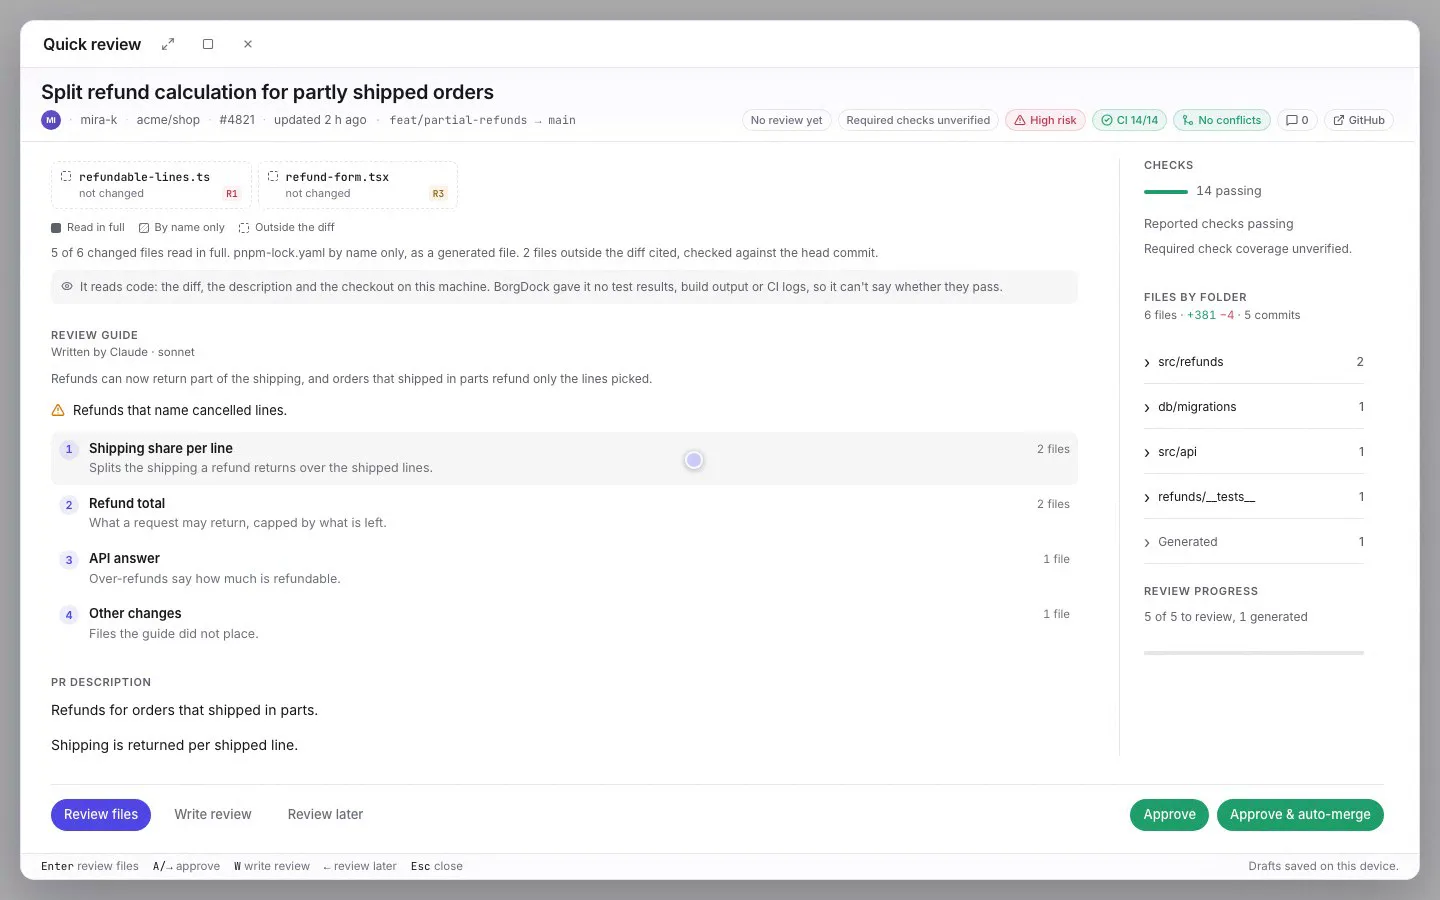 Quick review
Split refund calculation for partly shipped orders
MI · mira-k · acme/shop · #4821 · updated 2 h ago · feat/partial-refunds → main
No review yet
Required checks unverified
High risk
CI 14/14
No conflicts
0
GitHub
refundable-lines.ts
not changed
R1
refund-form.tsx
not changed
R3
Read in full
By name only
Outside the diff
5 of 6 changed files read in full. pnpm-lock.yaml by name only, as a generated file. 2 files outside the diff cited, checked against the head commit.
It reads code: the diff, the description and the checkout on this machine. BorgDock gave it no test results, build output or CI logs, so it can't say whether they pass.
REVIEW GUIDE
Written by Claude · sonnet
Refunds can now return part of the shipping, and orders that shipped in parts refund only the lines picked.
Refunds that name cancelled lines.
1 Shipping share per line 2 files
Splits the shipping a refund returns over the shipped lines.
2 Refund total 2 files
What a request may return, capped by what is left.
3 API answer 1 file
Over-refunds say how much is refundable.
4 Other changes 1 file
Files the guide did not place.
PR DESCRIPTION
Refunds for orders that shipped in parts.
Shipping is returned per shipped line.
CHECKS
14 passing
Reported checks passing
Required check coverage unverified.
FILES BY FOLDER
6 files · +381 −4 · 5 commits
src/refunds 2
db/migrations 1
src/api 1
refunds/__tests__ 1
Generated 1
REVIEW PROGRESS
5 of 5 to review, 1 generated
Review files
Write review
Review later
Approve
Approve & auto-merge
Enter review files A/→ approve W write review ← review later Esc close
Drafts saved on this device.